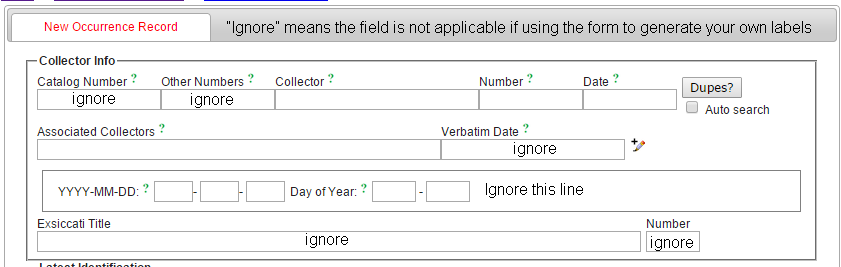 New Occurrence Record "Ignore" means the field is not applicable if using the form to generate your own labels
Collector Info
Catalog Number ? Other Numbers ? Collector ? Number ? Date ?
ignore ignore Dupes?
Auto search
Associated Collectors ? Verbatim Date ?
ignore
YYYY-MM-DD: ? - - Day of Year: ? - Ignore this line
Exsiccati Title Number
ignore ignore
Latest Identification